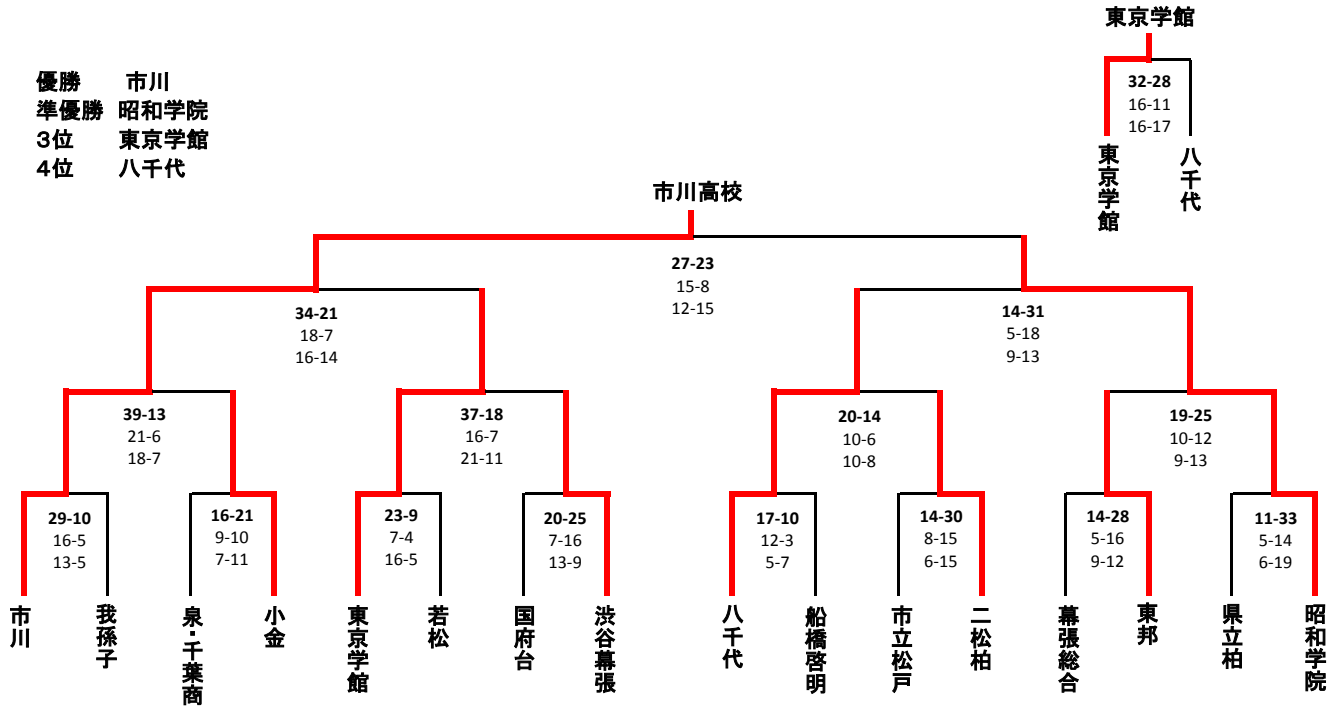 東京学館
優勝 市川
準優勝 昭和学院
3位 東京学館
4位 八千代
32-28
16-11
16-17
東京学館
八千代
市川高校
27-23
15-8
12-15
34-21
18-7
16-14
14-31
5-18
9-13
39-13
21-6
18-7
37-18
16-7
21-11
20-14
10-6
10-8
19-25
10-12
9-13
29-10
16-5
13-5
16-21
9-10
7-11
23-9
7-4
16-5
20-25
7-16
13-9
17-10
12-3
5-7
14-30
8-15
6-15
14-28
5-16
9-12
11-33
5-14
6-19
市川
我孫子
泉・千葉商
小金
東京学館
若松
国府台
渋谷幕張
八千代
船橋啓明
市立松戸
二松柏
幕張総合
東邦
県立柏
昭和学院